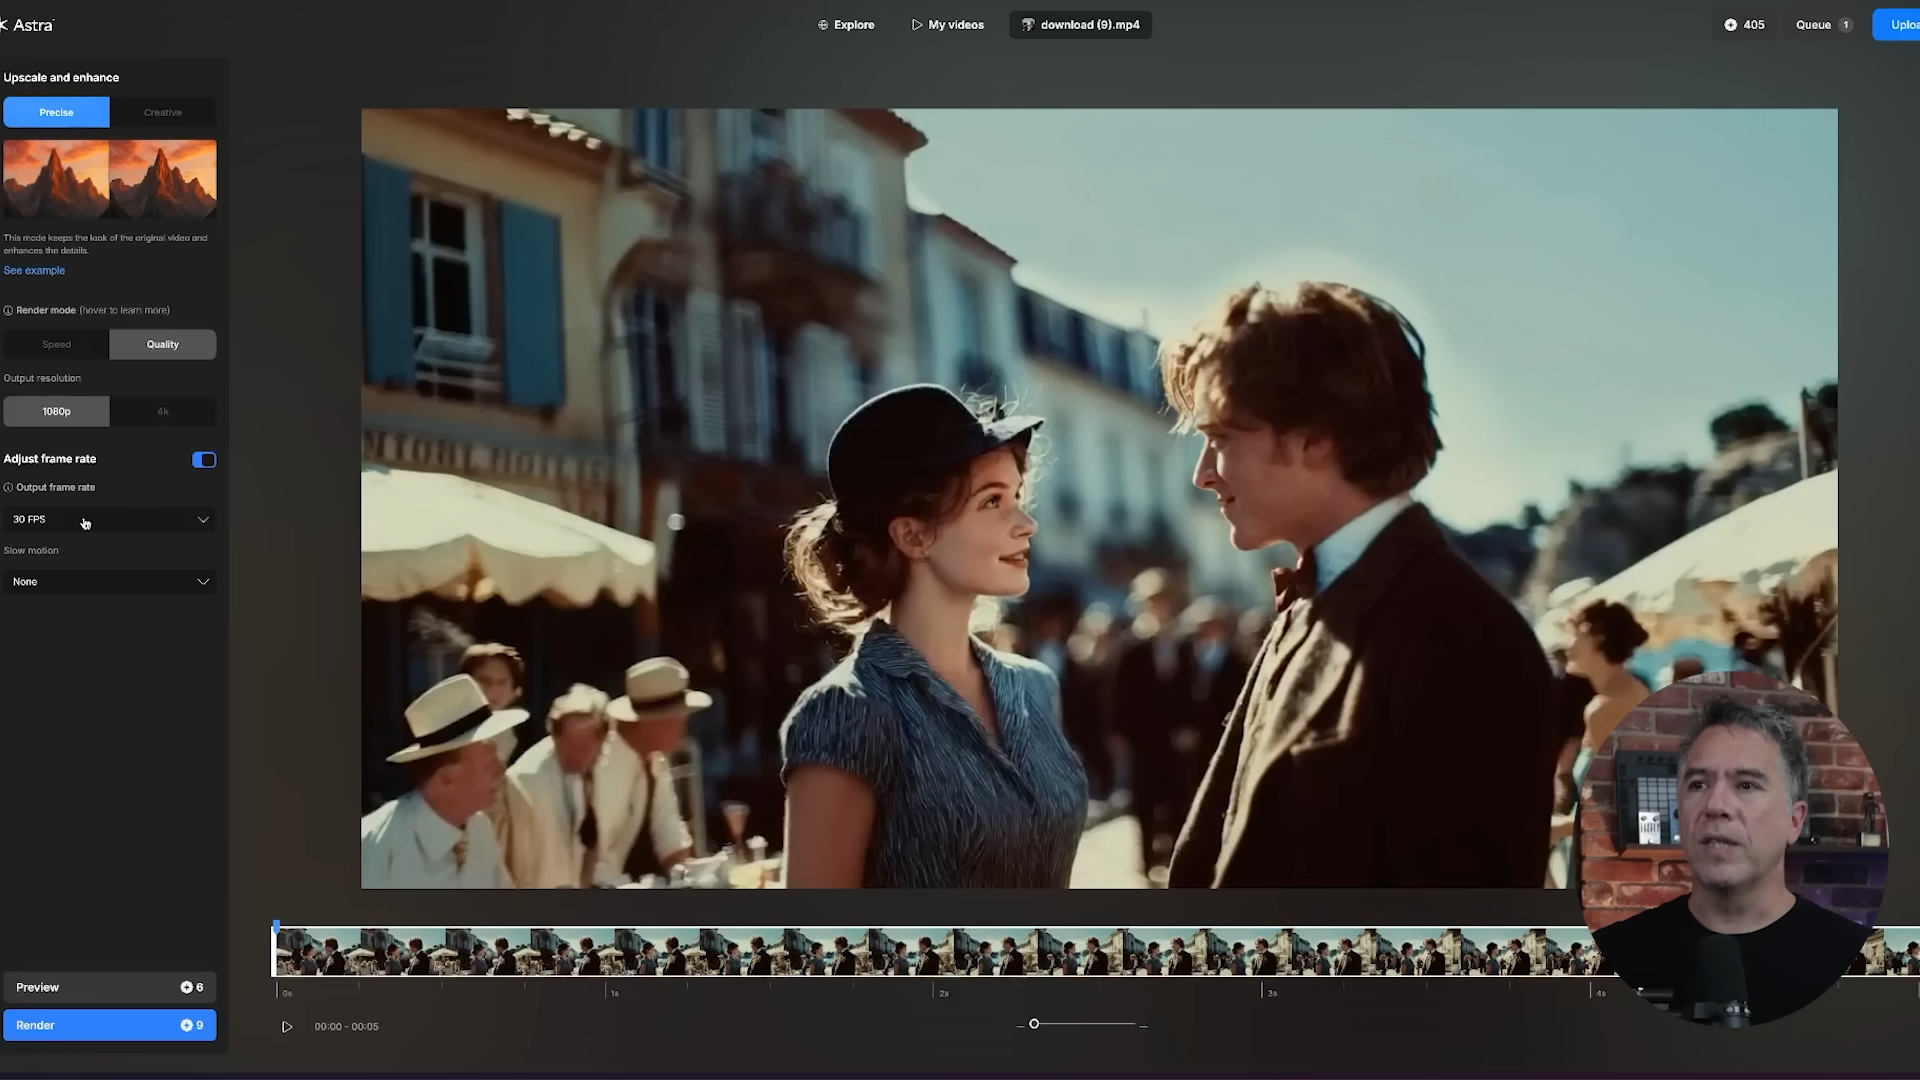 Astra
Explore
My videos
download (9).mp4
405
Queue 1
Uploa
Upscale and enhance
Precise
Creative
This mode keeps the look of the original video and
enhances the details.
See example
Render mode (hover to learn more)
Speed
Quality
Output resolution
1080p
4k
Adjust frame rate
Output frame rate
30 FPS
Slow motion
None
Preview 6
Render 9
0s
1s
2s
3s
4s
00:00 - 00:05